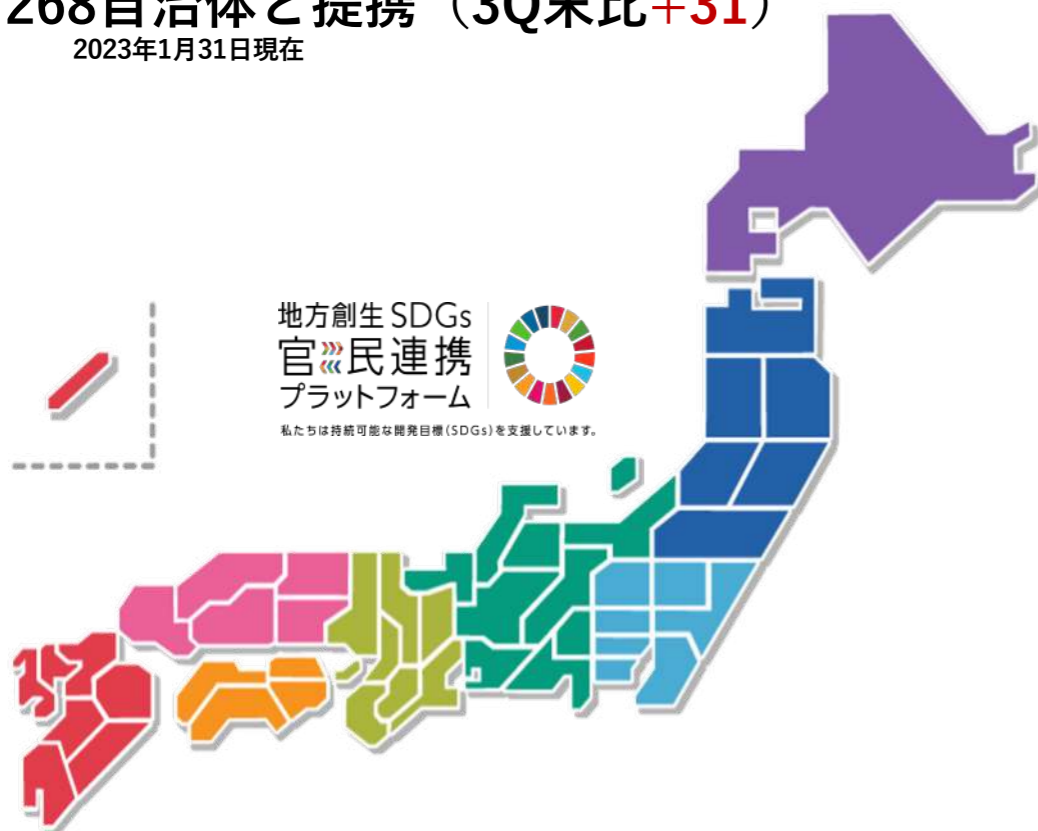 268自治体と提携（3Q末比+31）
2023年1月31日現在
地方創生SDGs
官民連携
プラットフォーム
私たちは持続可能な開発目標(SDGs)を支援しています。